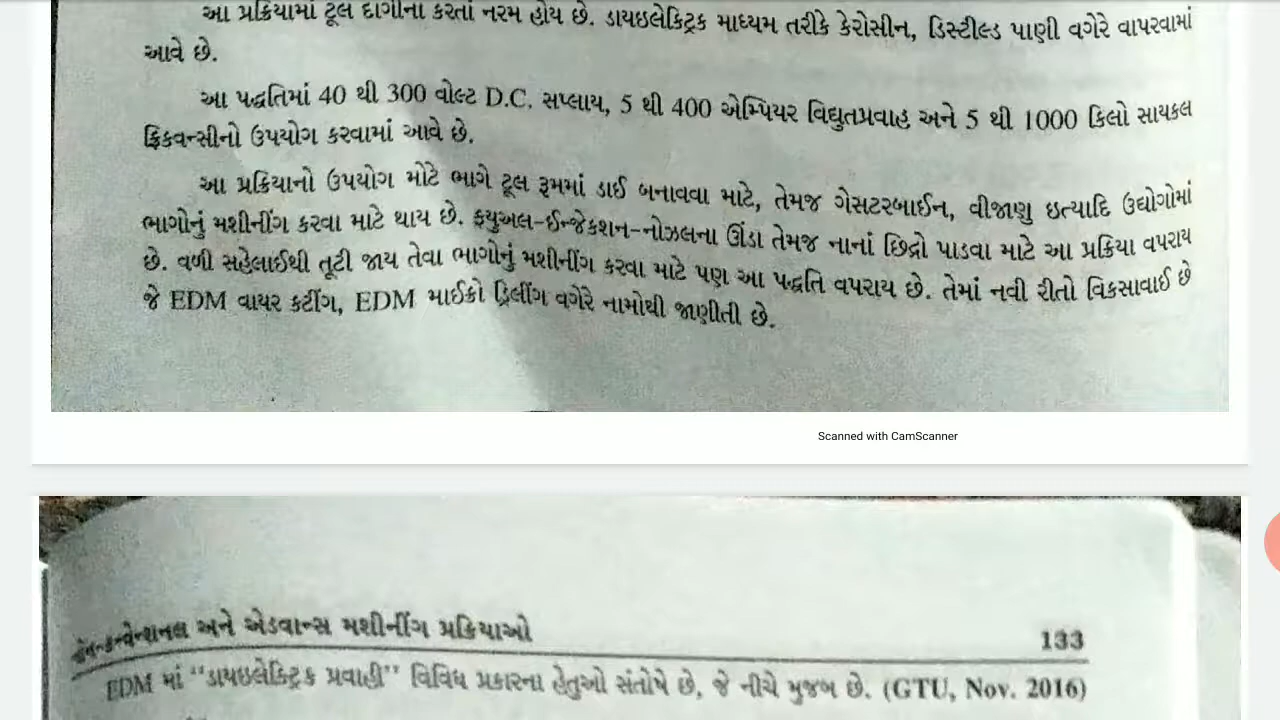 આ પ્રક્રિયામાં ટૂલ દાગીના કરતાં નરમ હોય છે. ડાયઇલેક્ટ્રિક માધ્યમ તરીકે કેરોસીન, ડિસ્ટીલ્ડ પાણી વગેરે વાપરવામાં
આવે છે.
આ પદ્ધતિમાં 40 થી 300 વોલ્ટ D.C. સપ્લાય, 5 થી 400 એમ્પિયર વિદ્યુતપ્રવાહ અને 5 થી 1000 કિલો સાયકલ
ફ્રિકવન્સીનો ઉપયોગ કરવામાં આવે છે.
આ પ્રક્રિયાનો ઉપયોગ મોટે ભાગે ટૂલ રૂમમાં ડાઈ બનાવવા માટે, તેમજ ગેસટરબાઈન, વીજાણુ ઇત્યાદિ ઉદ્યોગોમાં
ભાગોનું મશીનીંગ કરવા માટે થાય છે. ફ્યુઅલ-ઈન્જેકશન-નોઝલના ઊંડા તેમજ નાનાં છિદ્રો પાડવા માટે આ પ્રક્રિયા વપરાય
છે. વળી સહેલાઈથી તૂટી જાય તેવા ભાગોનું મશીનીંગ કરવા માટે પણ આ પદ્ધતિ વપરાય છે. તેમાં નવી રીતો વિકસાવાઈ છે
જે EDM વાયર કટીંગ, EDM માઈક્રો ડ્રિલીંગ વગેરે નામોથી જાણીતી છે.
Scanned with CamScanner
નોન-કન્વેન્શનલ અને એડવાન્સ મશીનીંગ પ્રક્રિયાઓ 133
EDM માં “ડાયઇલેક્ટ્રિક પ્રવાહી” વિવિધ પ્રકારના હેતુઓ સંતોષે છે, જે નીચે મુજબ છે. (GTU, Nov. 2016)